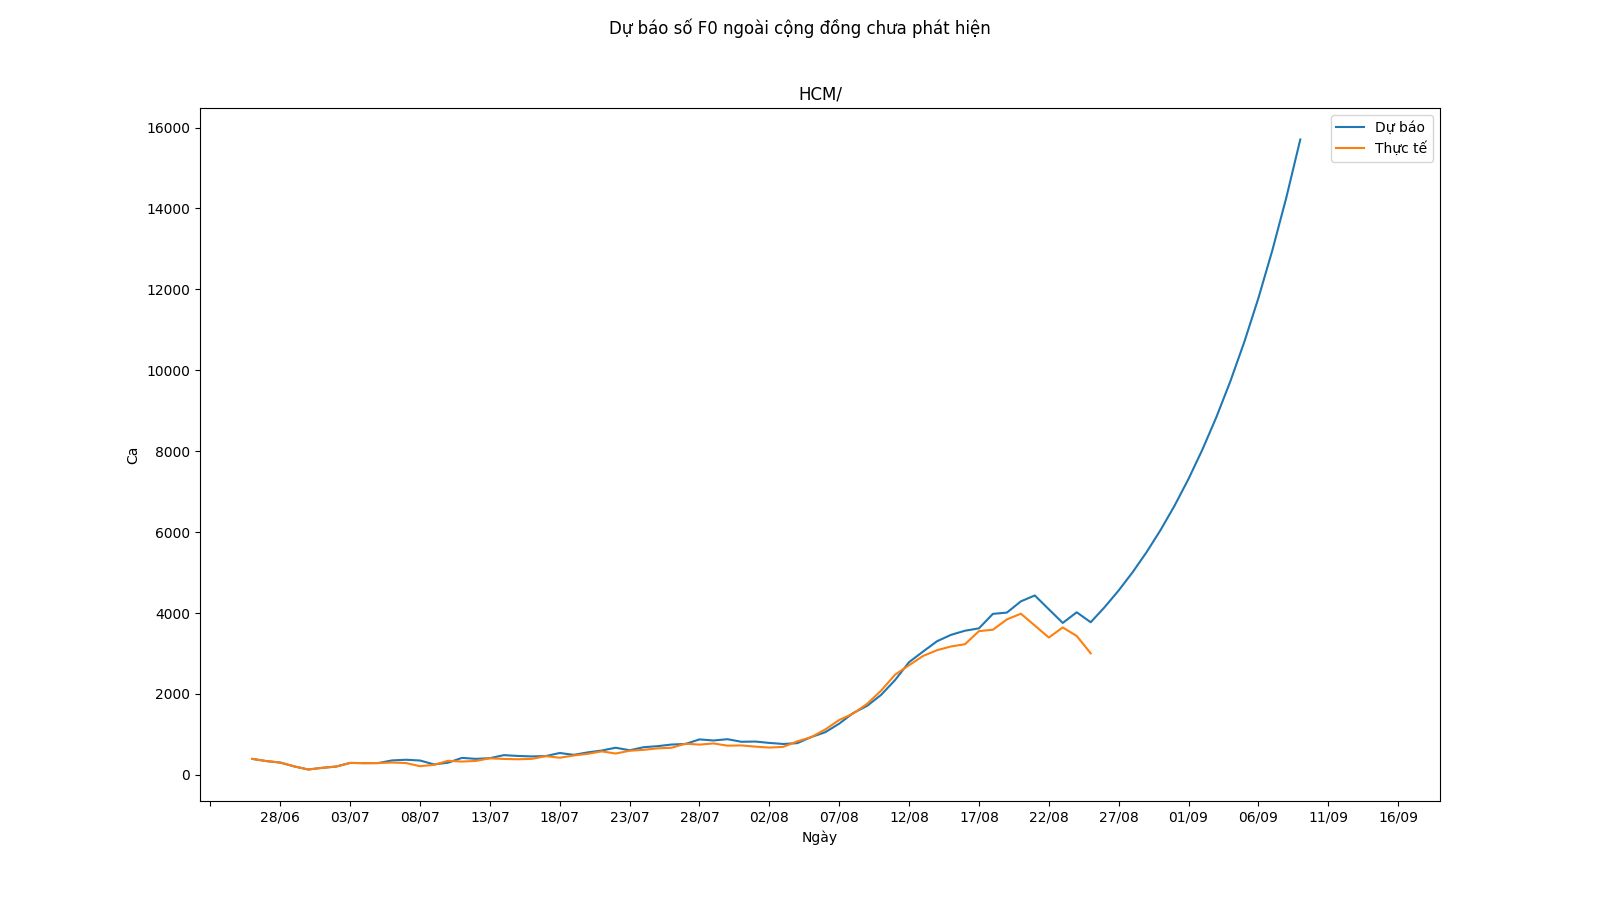 Dự báo số F0 ngoài cộng đồng chưa phát hiện
HCM/
Dự báo
Thực tế
16000
14000
12000
10000
8000
6000
4000
2000
0
Ca
28/06 03/07 08/07 13/07 18/07 23/07 28/07 02/08 07/08 12/08 17/08 22/08 27/08 01/09 06/09 11/09 16/09
Ngày